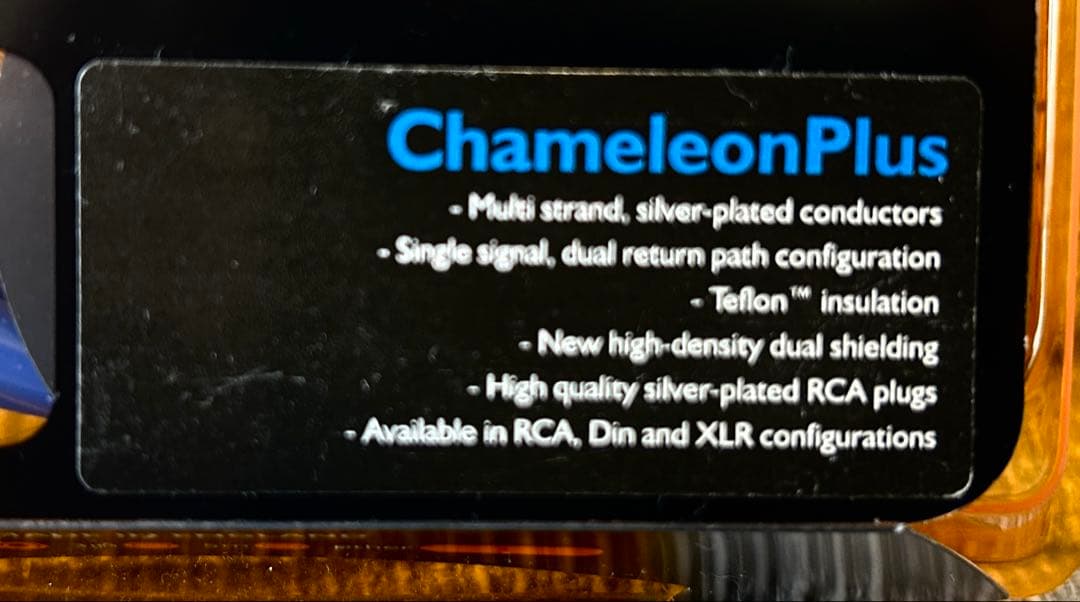 ChameleonPlus
- Multi strand, silver-plated conductors
- Single signal, dual return path configuration
- Teflon™ insulation
- New high-density dual shielding
- High quality silver-plated RCA plugs
- Available in RCA, Din and XLR configurations